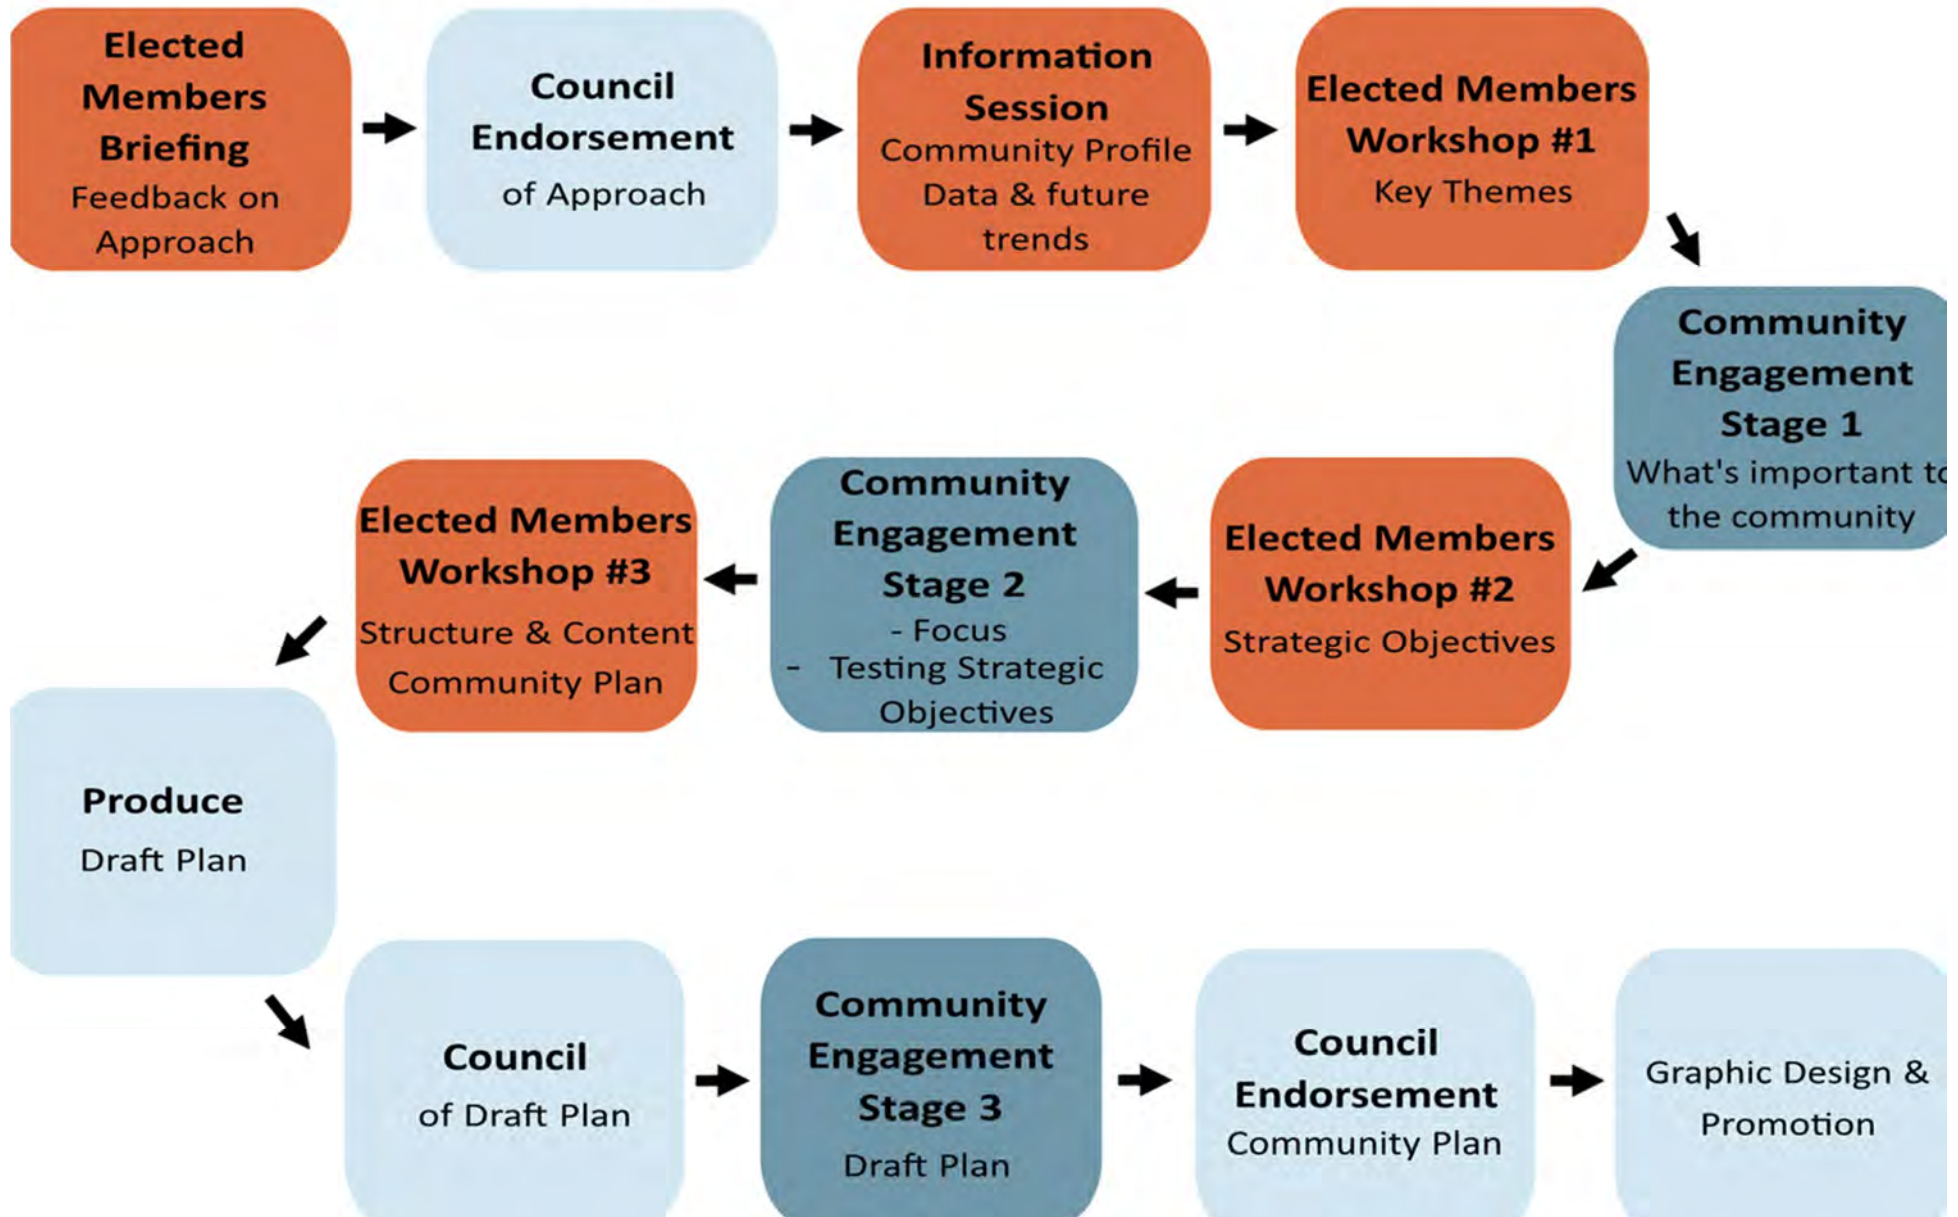 Elected
Members
Briefing
Feedback on
Approach
Council
Endorsement
of Approach
Information
Session
Community Profile
Data & future
trends
Elected Members
Workshop #1
Key Themes
Community
Engagement
Stage 1
What's important to
the community
Elected Members
Workshop #2
Strategic Objectives
Community
Engagement
Stage 2
- Focus
- Testing Strategic
Objectives
Elected Members
Workshop #3
Structure & Content
Community Plan
Produce
Draft Plan
Council
of Draft Plan
Community
Engagement
Stage 3
Draft Plan
Council
Endorsement
Community Plan
Graphic Design &
Promotion